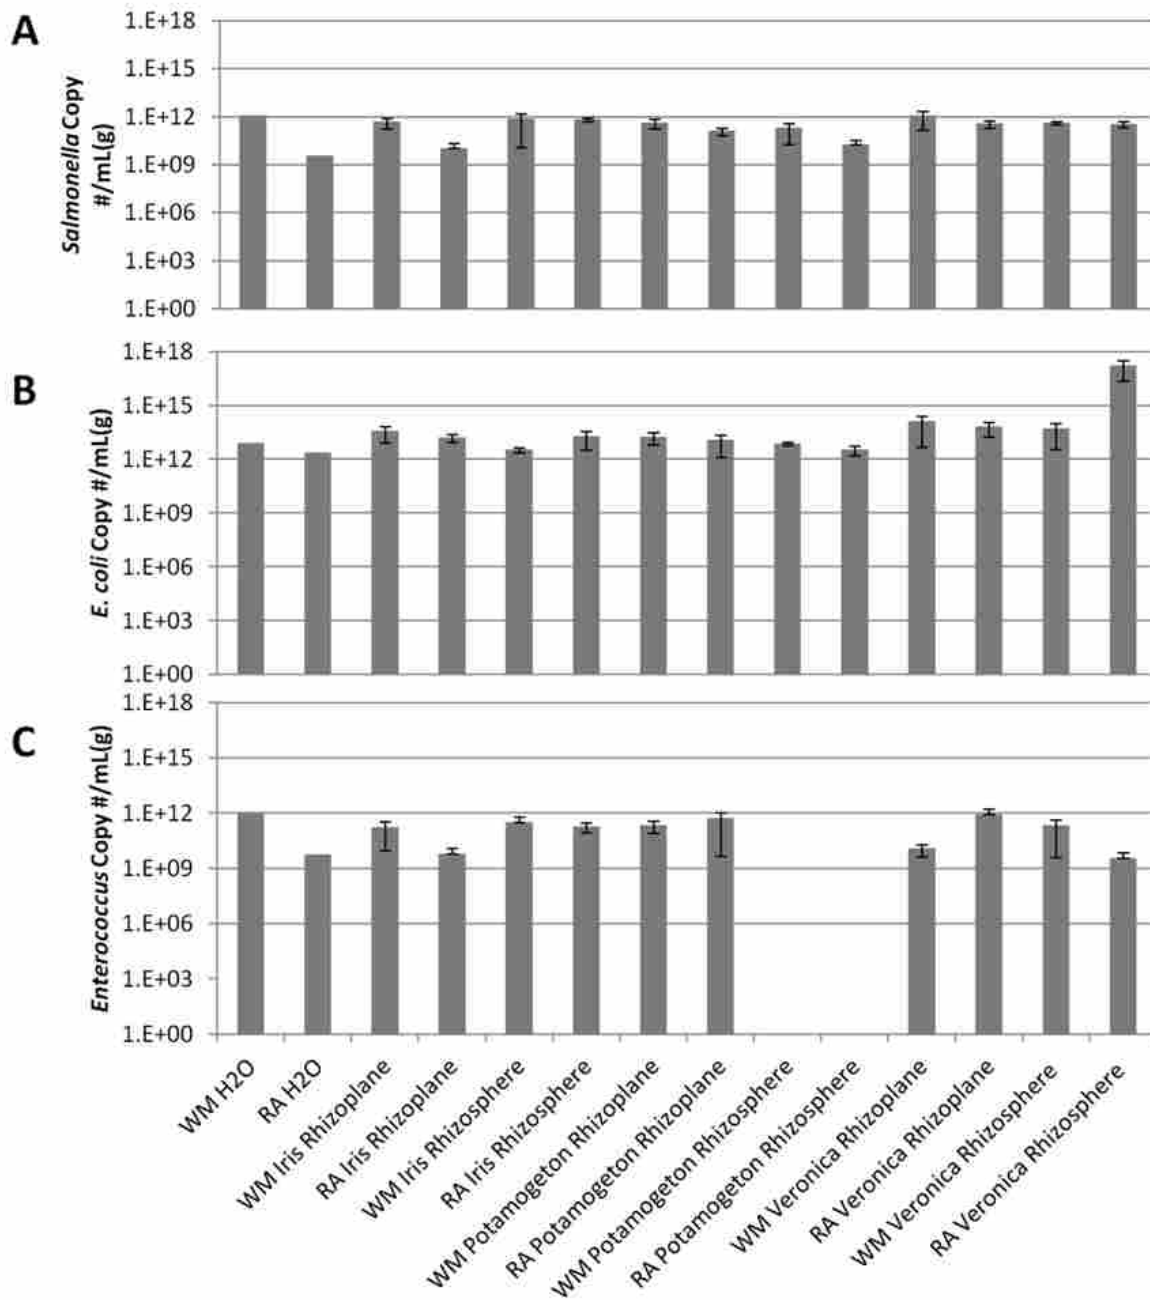 A
Salmonella Copy
#/mL(g)
1.E+18
1.E+15
1.E+12
1.E+09
1.E+06
1.E+03
1.E+00
B
E. coli Copy #/mL(g)
1.E+18
1.E+15
1.E+12
1.E+09
1.E+06
1.E+03
1.E+00
C
Enterococcus Copy #/mL(g)
1.E+18
1.E+15
1.E+12
1.E+09
1.E+06
1.E+03
1.E+00
WM H2O
RA H2O
WM Iris Rhizoplane
RA Iris Rhizoplane
WM Iris Rhizosphere
RA Iris Rhizosphere
WM Potamogeton Rhizoplane
RA Potamogeton Rhizoplane
WM Potamogeton Rhizosphere
RA Potamogeton Rhizosphere
WM Veronica Rhizoplane
RA Veronica Rhizoplane
WM Veronica Rhizosphere
RA Veronica Rhizosphere